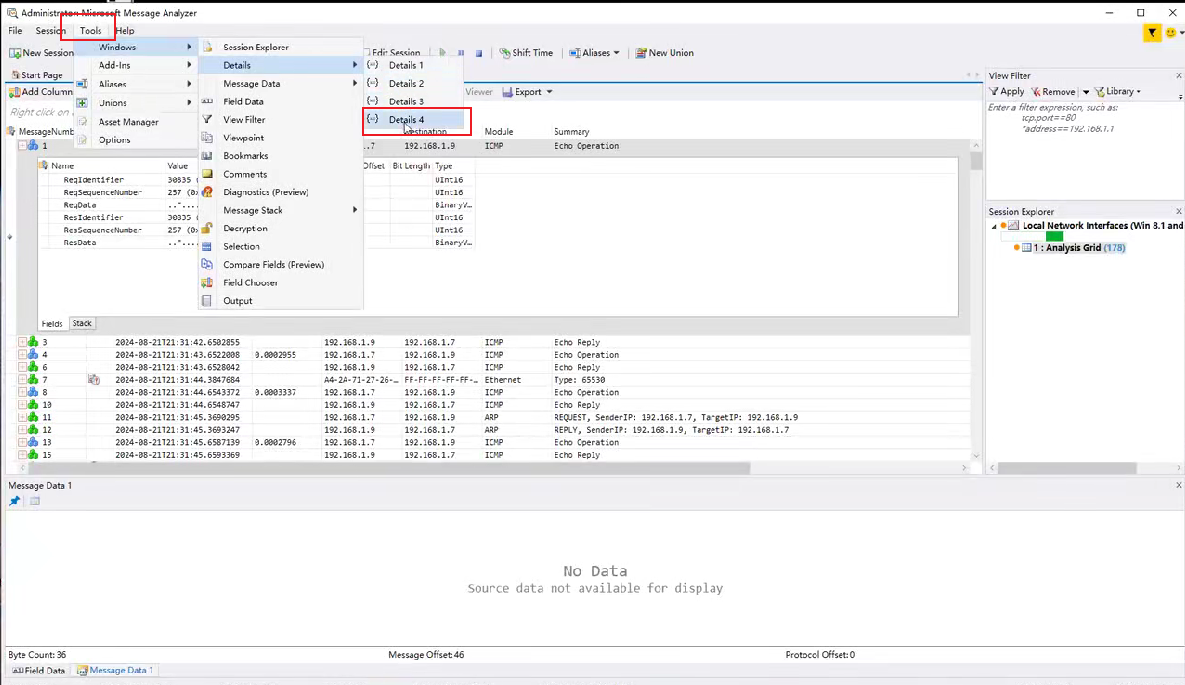 Administrator: Microsoft Message Analyzer
File Session Tools Help
New Session Edit Session Shift Time Aliases New Union
Start Page
Add Column Viewer Export
Right click on
Windows
Add-Ins
Aliases
Unions
Asset Manager
Options
Session Explorer
Details
Message Data
Field Data
View Filter
Viewpoint
Bookmarks
Comments
Diagnostics (Preview)
Message Stack
Decryption
Selection
Compare Fields (Preview)
Field Chooser
Output
Details 1
Details 2
Details 3
Details 4
MessageNumb Destination Module Summary
1 1.7 192.168.1.9 ICMP Echo Operation
Name Value Offset Bit Length Type
ReqIdentifier 30835 (0x UInt16
ReqSequenceNumber 257 (0x UInt16
ReqData BinaryV...
ResIdentifier 30835 (0x UInt16
ResSequenceNumber 257 (0x UInt16
ResData BinaryV...
Fields Stack
3 2024-08-21T21:31:42.6502855 192.168.1.9 192.168.1.7 ICMP Echo Reply
4 2024-08-21T21:31:43.6522008 0.0002955 192.168.1.7 192.168.1.9 ICMP Echo Operation
6 2024-08-21T21:31:43.6528042 192.168.1.9 192.168.1.7 ICMP Echo Reply
7 2024-08-21T21:31:44.3847684 A4-2A-71-27-26-... FF-FF-FF-FF-FF-... Ethernet Type: 65530
8 2024-08-21T21:31:44.6543372 0.0003337 192.168.1.7 192.168.1.9 ICMP Echo Operation
10 2024-08-21T21:31:44.6548747 192.168.1.9 192.168.1.7 ICMP Echo Reply
11 2024-08-21T21:31:45.3690295 192.168.1.7 192.168.1.9 ARP REQUEST, SenderIP: 192.168.1.7, TargetIP: 192.168.1.9
12 2024-08-21T21:31:45.3693247 192.168.1.9 192.168.1.7 ARP REPLY, SenderIP: 192.168.1.9, TargetIP: 192.168.1.7
13 2024-08-21T21:31:45.6587139 0.0002796 192.168.1.7 192.168.1.9 ICMP Echo Operation
15 2024-08-21T21:31:45.6593369 192.168.1.9 192.168.1.7 ICMP Echo Reply
View Filter
Apply Remove Library
Enter a filter expression, such as:
tcp.port==80
*address==192.168.1.1
Session Explorer
Local Network Interfaces (Win 8.1 and
1 : Analysis Grid (178)
Message Data 1
No Data
Source data not available for display
Byte Count: 36 Message Offset: 46 Protocol Offset: 0
Field Data Message Data 1